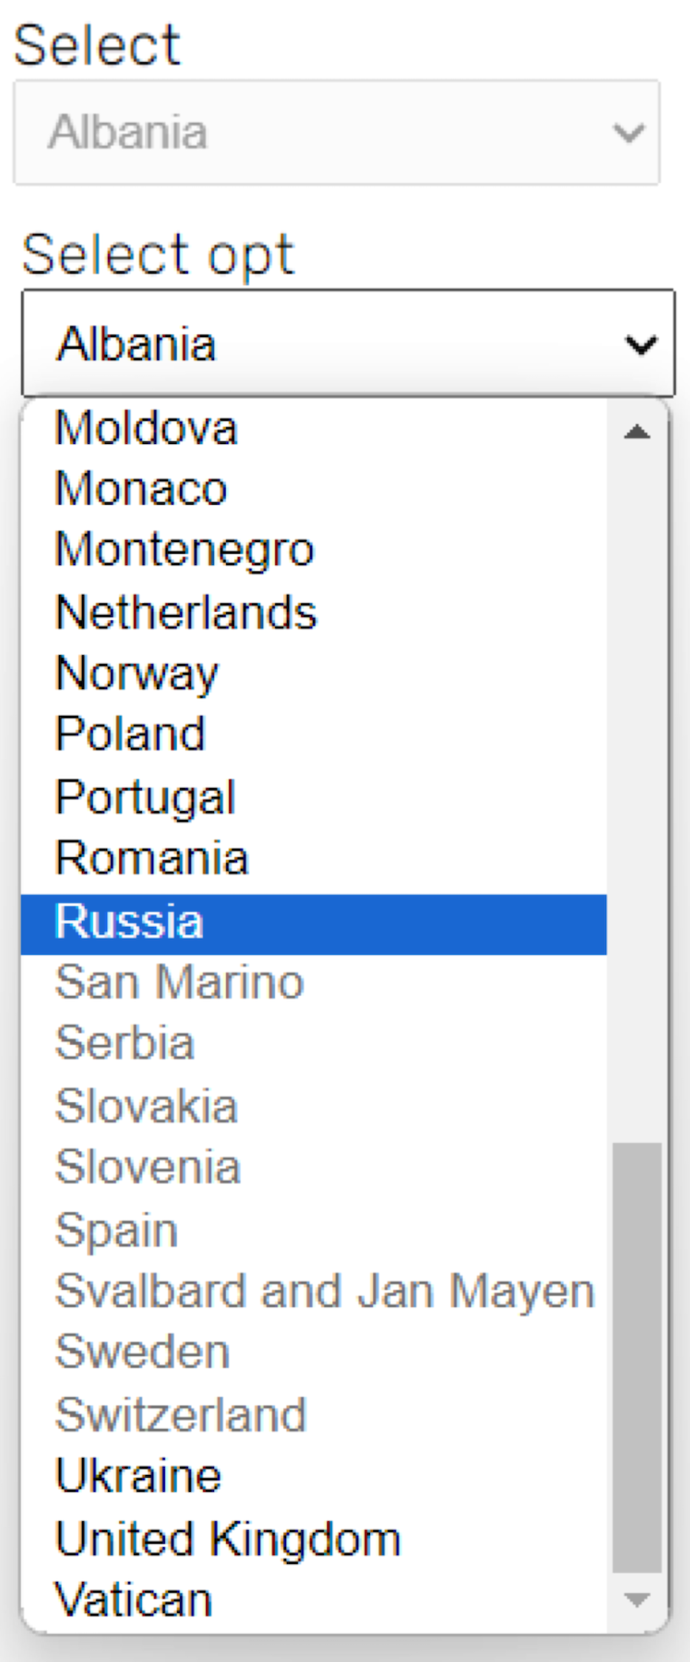 Select
Albania
Select opt
Albania
Moldova
Monaco
Montenegro
Netherlands
Norway
Poland
Portugal
Romania
Russia
San Marino
Serbia
Slovakia
Slovenia
Spain
Svalbard and Jan Mayen
Sweden
Switzerland
Ukraine
United Kingdom
Vatican